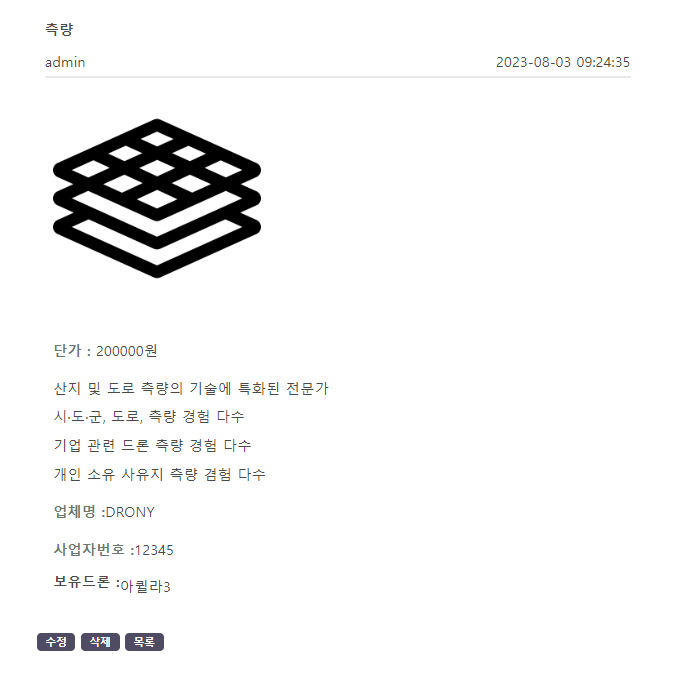 측량
admin 2023-08-03 09:24:35
단가 : 200000원
산지 및 도로 측량의 기술에 특화된 전문가
시·도·군, 도로, 측량 경험 다수
기업 관련 드론 측량 경험 다수
개인 소유 사유지 측량 겸험 다수
업체명 :DRONY
사업자번호 :12345
보유드론 :아퀼라3
수정 삭제 목록